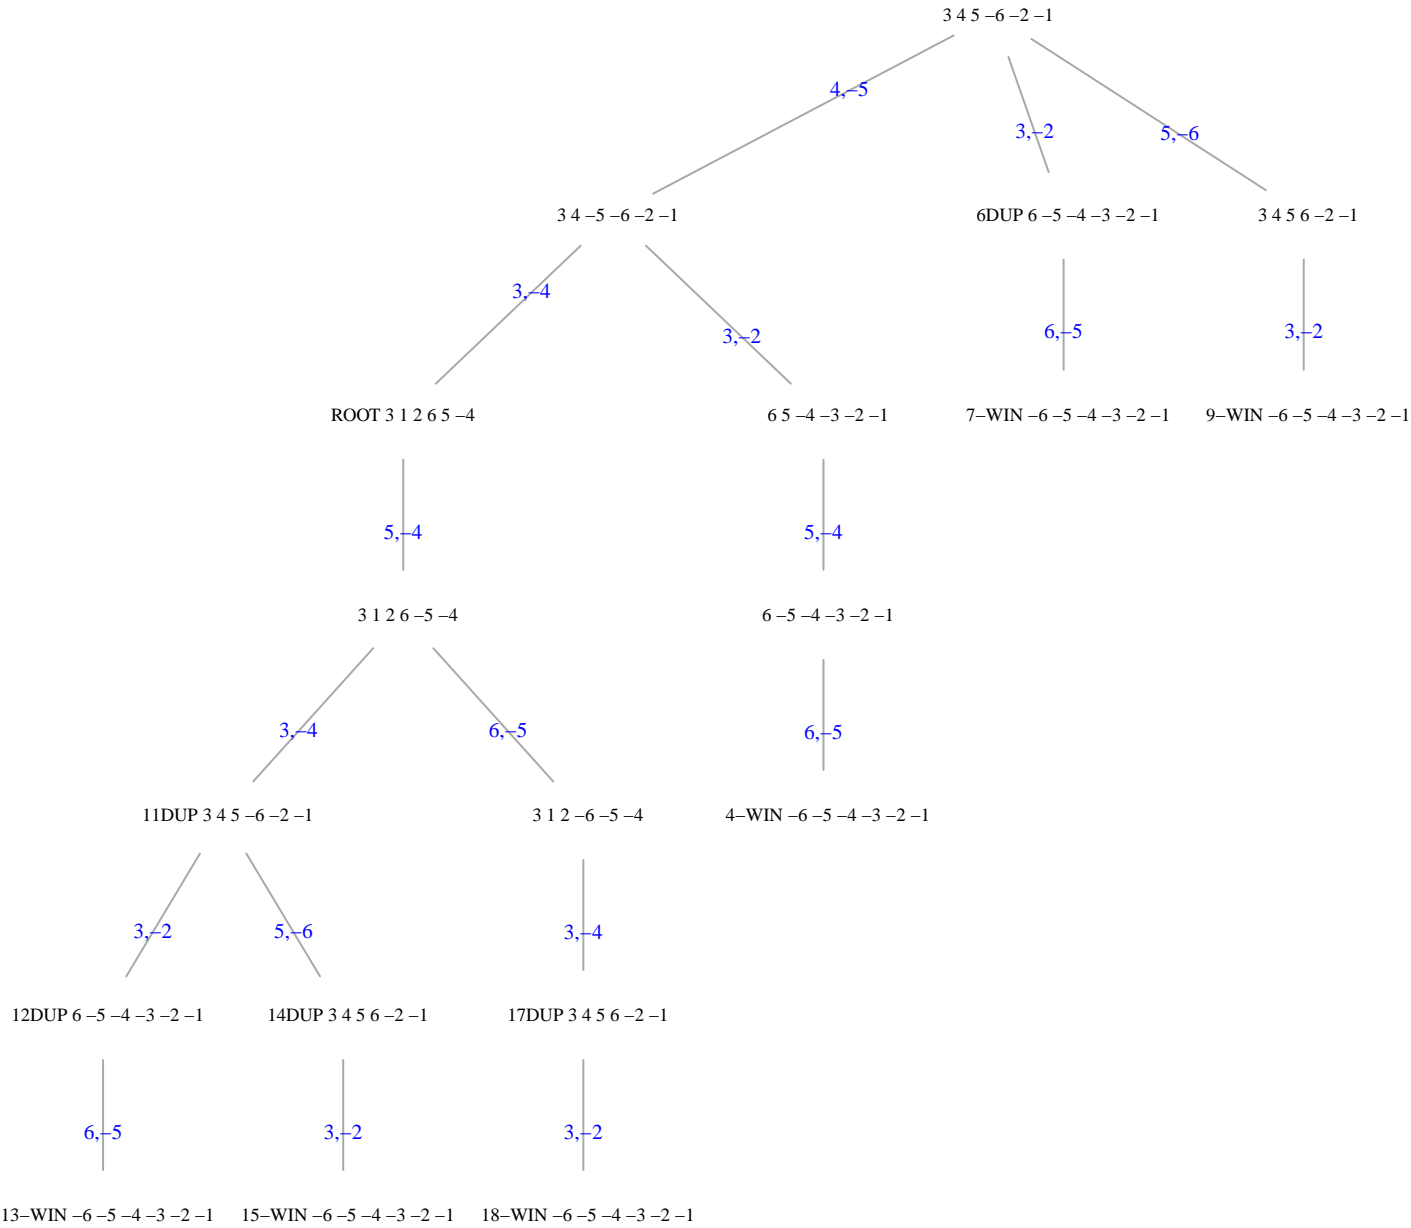 3 4 5 –6 –2 –1
4,–5
3,–2
5,–6
3 4 –5 –6 –2 –1
6DUP 6 –5 –4 –3 –2 –1
3 4 5 6 –2 –1
3,–4
3,–2
6,–5
3,–2
ROOT 3 1 2 6 5 –4
6 5 –4 –3 –2 –1
7–WIN –6 –5 –4 –3 –2 –1
9–WIN –6 –5 –4 –3 –2 –1
5,–4
5,–4
3 1 2 6 –5 –4
6 –5 –4 –3 –2 –1
3,–4
6,–5
6,–5
11DUP 3 4 5 –6 –2 –1
3 1 2 –6 –5 –4
4–WIN –6 –5 –4 –3 –2 –1
3,–2
5,–6
3,–4
12DUP 6 –5 –4 –3 –2 –1
14DUP 3 4 5 6 –2 –1
17DUP 3 4 5 6 –2 –1
6,–5
3,–2
3,–2
13–WIN –6 –5 –4 –3 –2 –1
15–WIN –6 –5 –4 –3 –2 –1
18–WIN –6 –5 –4 –3 –2 –1